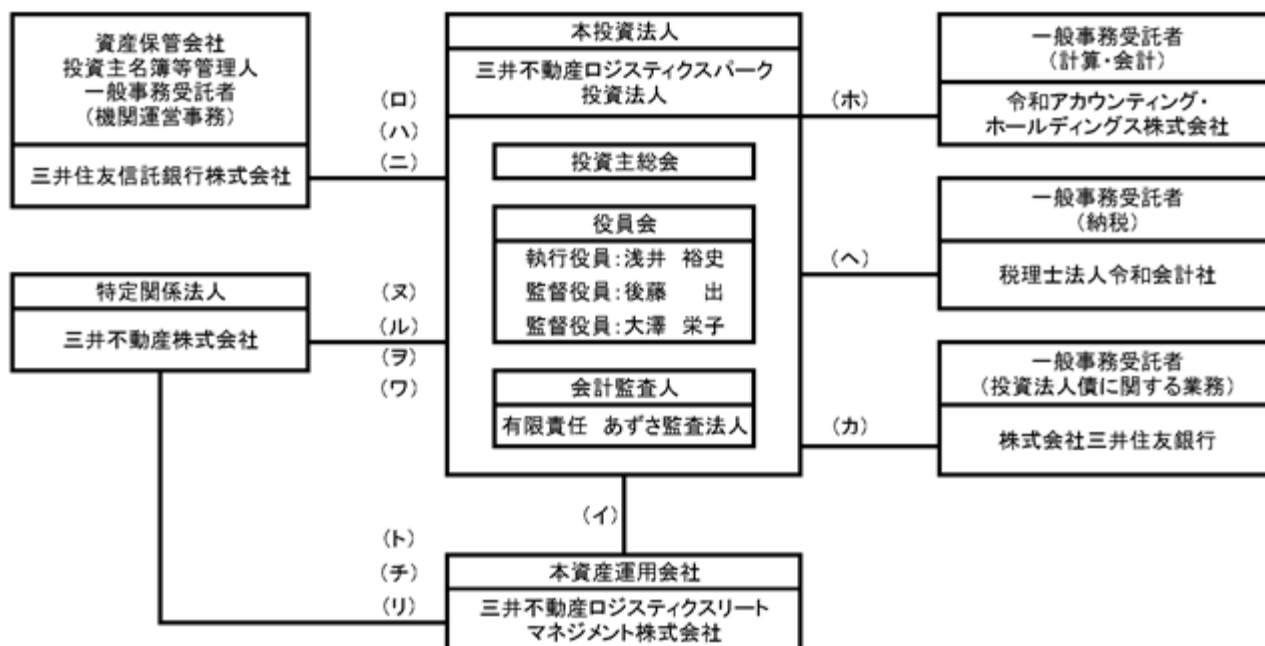 資産保管会社
投資主名簿等管理人
一般事務受託者
(機関運営事務)
三井住友信託銀行株式会社
(ロ)
(ハ)
(ニ)
特定関係法人
三井不動産株式会社
(ヌ)
(ル)
(ヲ)
(ワ)
(ト)
(チ)
(リ)
本投資法人
三井不動産ロジスティクスパーク
投資法人
投資主総会
役員会
執行役員:浅井 裕史
監督役員:後藤 出
監督役員:大澤 栄子
会計監査人
有限責任 あずさ監査法人
(イ)
本資産運用会社
三井不動産ロジスティクスリート
マネジメント株式会社
(ホ)
一般事務受託者
(計算・会計)
令和アカウンティング・
ホールディングス株式会社
(ヘ)
一般事務受託者
(納税)
税理士法人令和会計社
(カ)
一般事務受託者
(投資法人債に関する業務)
株式会社三井住友銀行